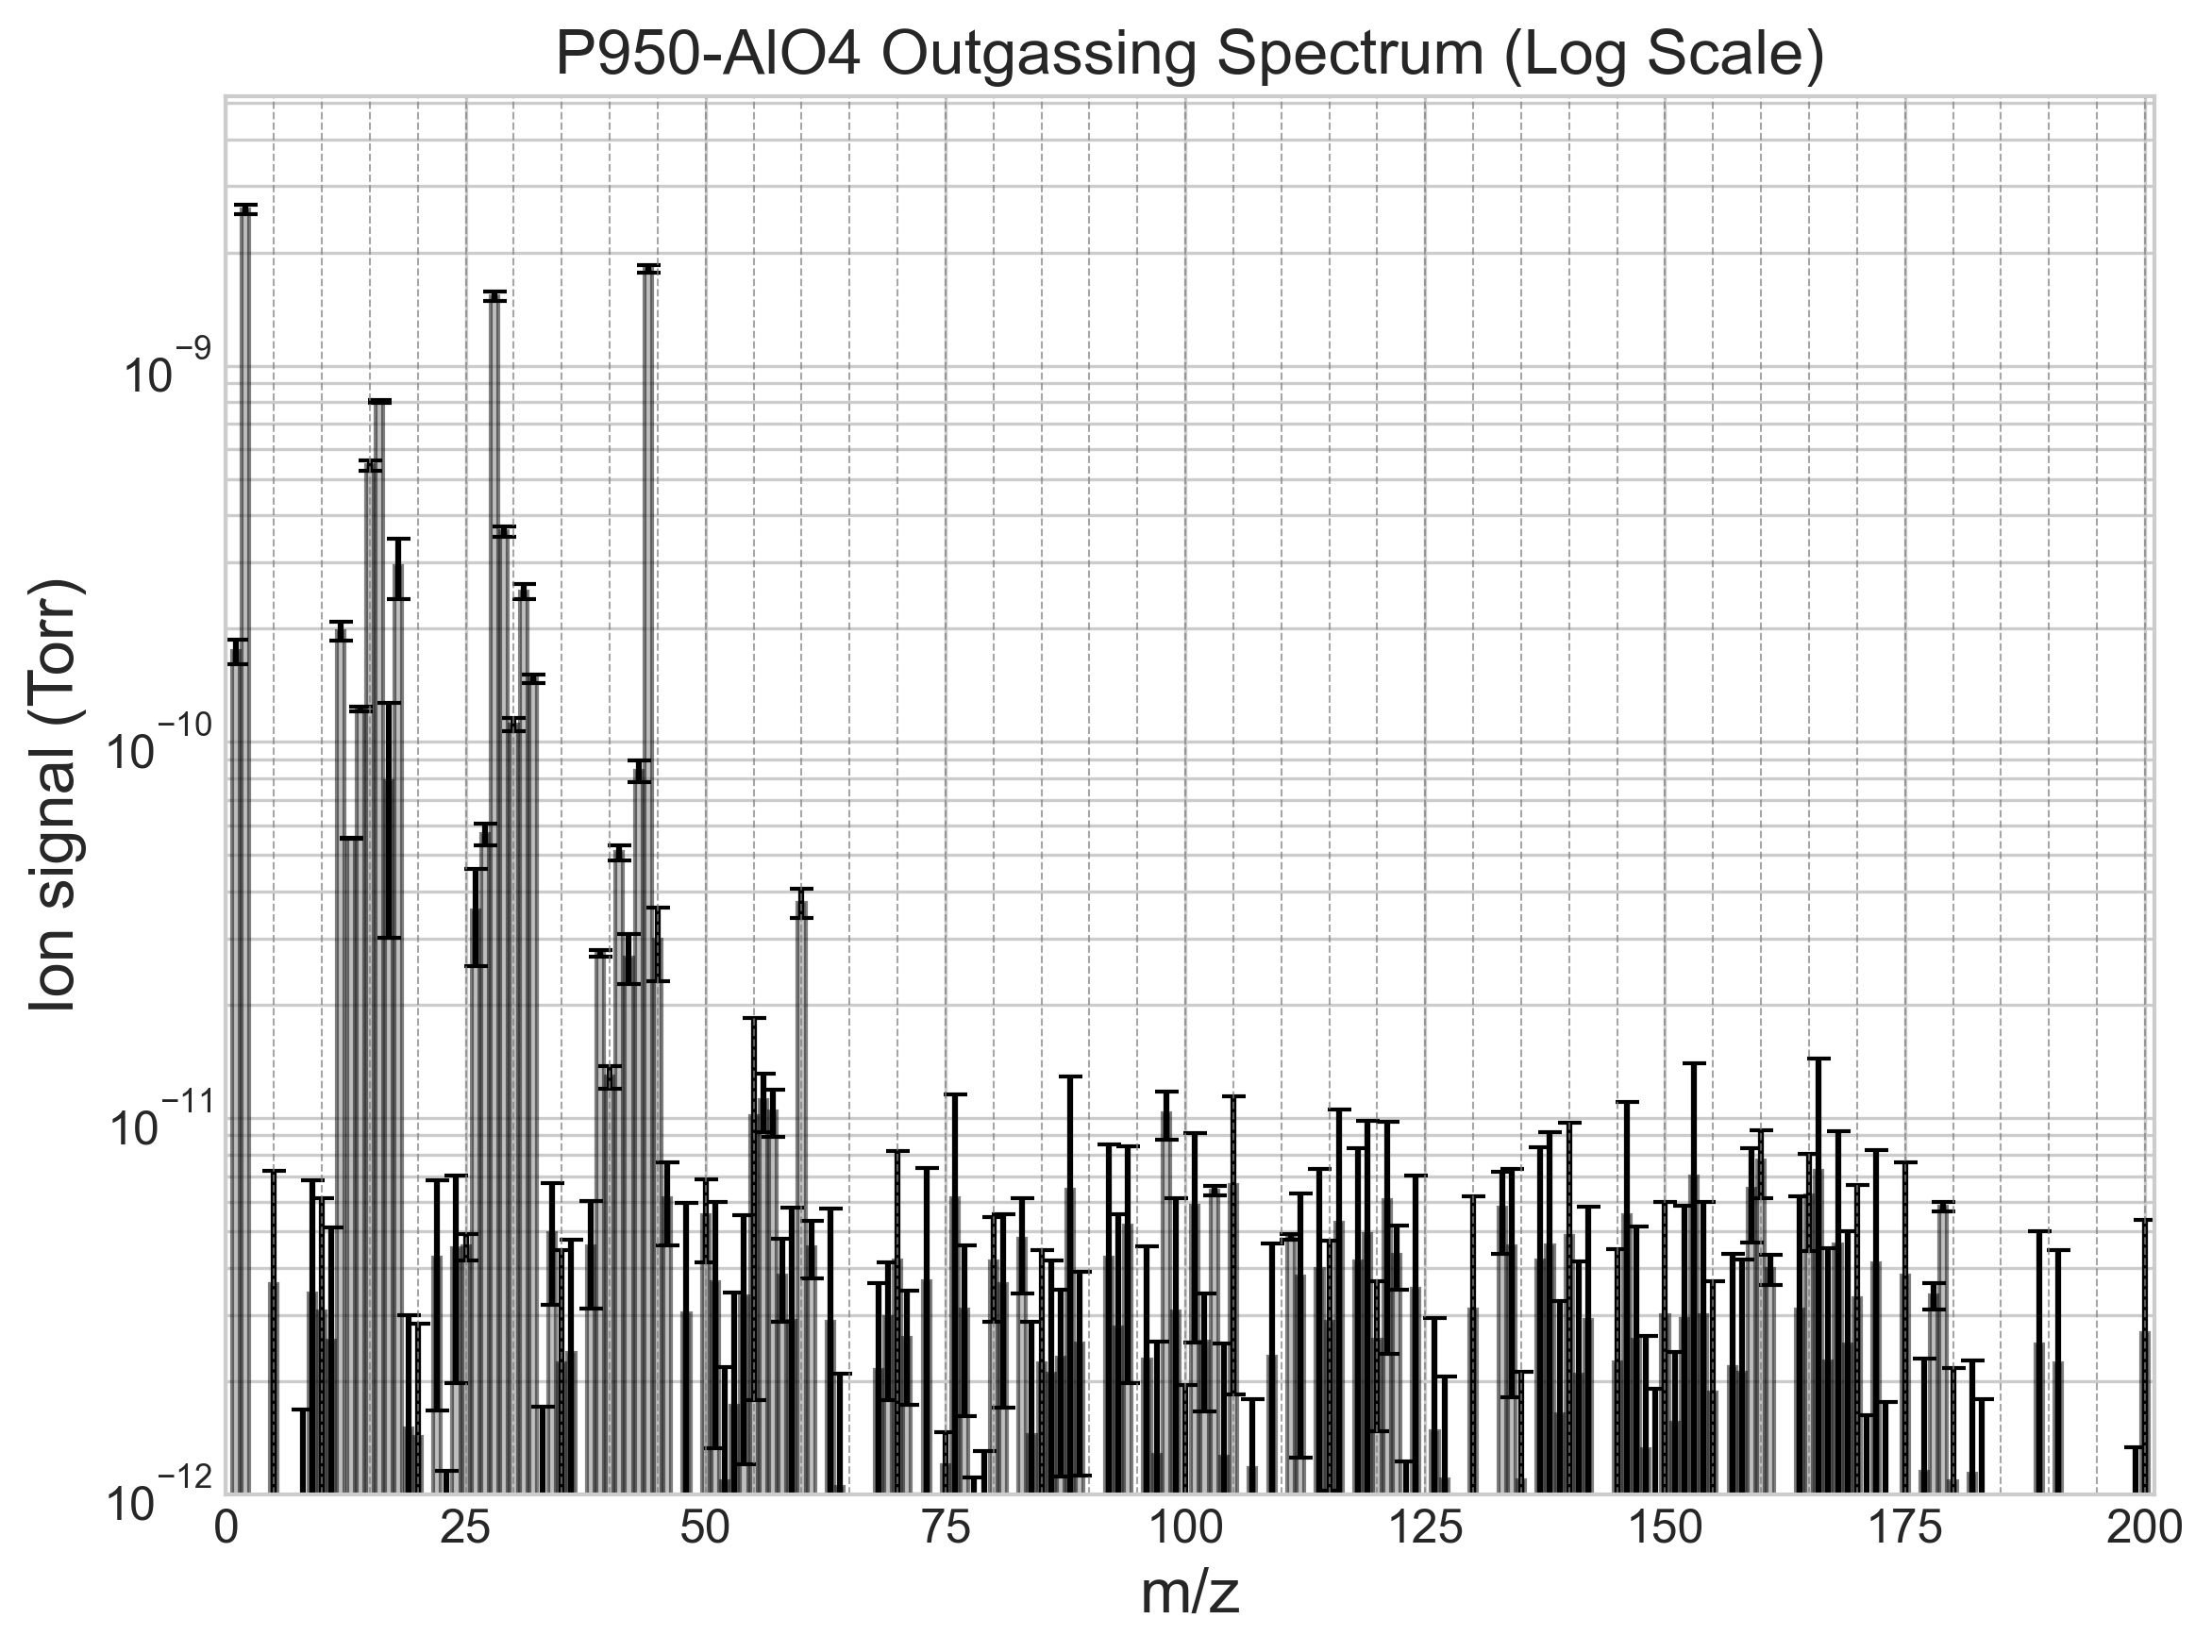 P950-AlO4 Outgassing Spectrum (Log Scale)
Ion signal (Torr)
10⁻⁹
10⁻¹⁰
10⁻¹¹
10⁻¹²
0 25 50 75 100 125 150 175 200
m/z